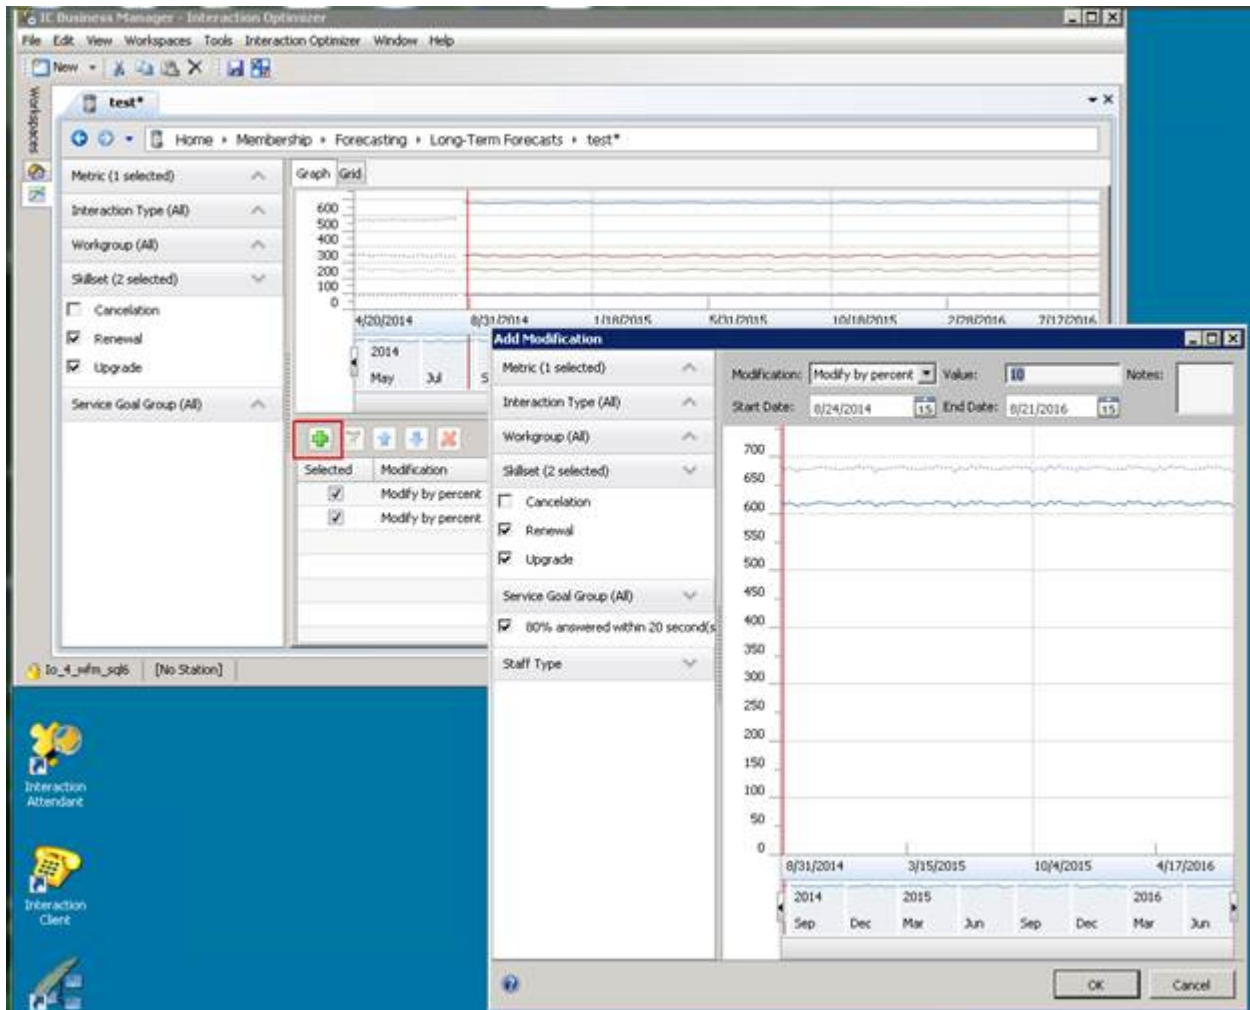 IC Business Manager - Interaction Optimizer
File Edit View Workspaces Tools Interaction Optimizer Window Help
New
Workspaces
test*
Home Membership Forecasting Long-Term Forecasts test*
Metric (1 selected)
Interaction Type (All)
Workgroup (All)
Skillset (2 selected)
Cancelation
Renewal
Upgrade
Service Goal Group (All)
Graph Grid
600
500
400
300
200
100
0
4/20/2014 8/31/2014 1/18/2015 5/31/2015 10/18/2015 2/28/2016 7/17/2016
2014
May Jul S
Selected Modification
Modify by percent
Modify by percent
Io_4_wfm_sql6 [No Station]
Add Modification
Metric (1 selected)
Interaction Type (All)
Workgroup (All)
Skillset (2 selected)
Cancelation
Renewal
Upgrade
Service Goal Group (All)
80% answered within 20 second(s
Staff Type
Modification: Modify by percent Value: 10 Notes:
Start Date: 8/24/2014 15 End Date: 8/21/2016 15
700
650
600
550
500
450
400
350
300
250
200
150
100
50
0
8/31/2014 3/15/2015 10/4/2015 4/17/2016
2014 2015 2016
Sep Dec Mar Jun Sep Dec Mar Jun
OK Cancel
Interaction
Attendant
Interaction
Client